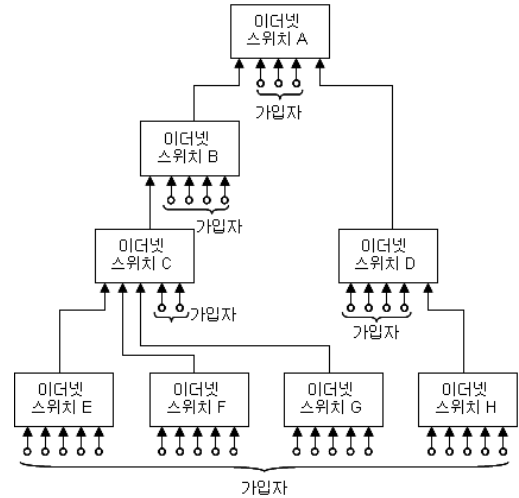 이더넷
스위치 A
가입자
이더넷
스위치 B
가입자
이더넷
스위치 C
이더넷
스위치 D
가입자
가입자
이더넷
스위치 E
이더넷
스위치 F
이더넷
스위치 G
이더넷
스위치 H
가입자